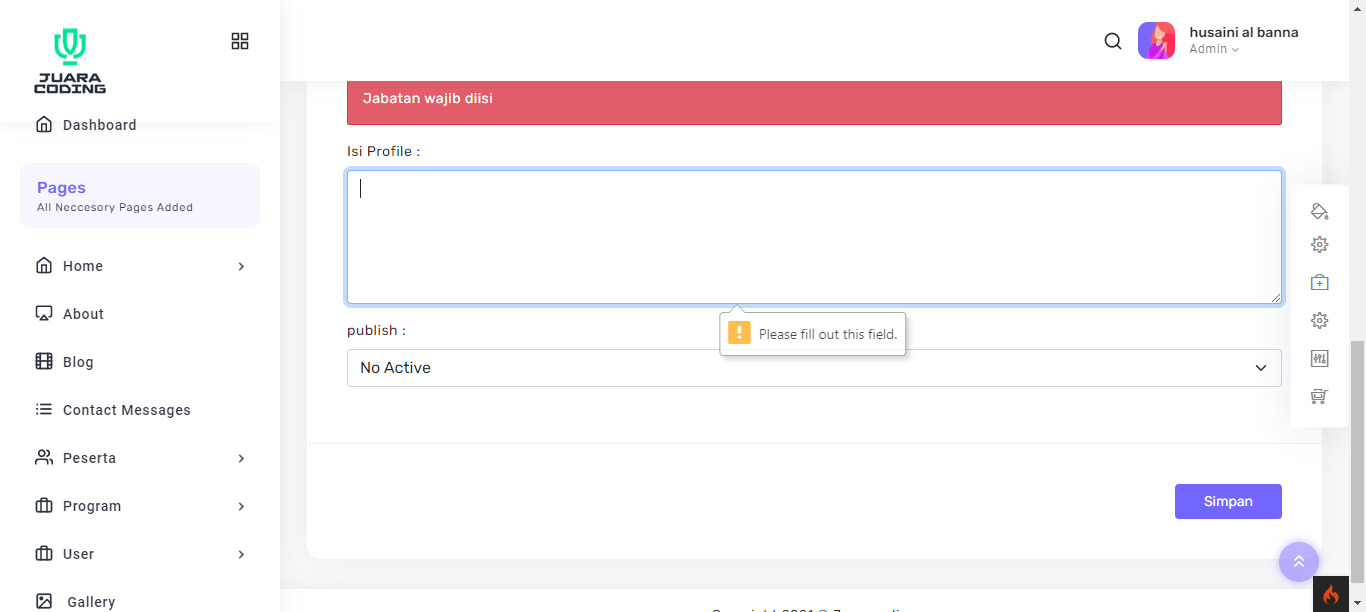 JUARA
CODING
husaini al banna
Admin
Dashboard
Pages
All Neccesory Pages Added
Home
About
Blog
Contact Messages
Peserta
Program
User
Gallery
Jabatan wajib diisi
Isi Profile :
Please fill out this field.
publish :
No Active
Simpan